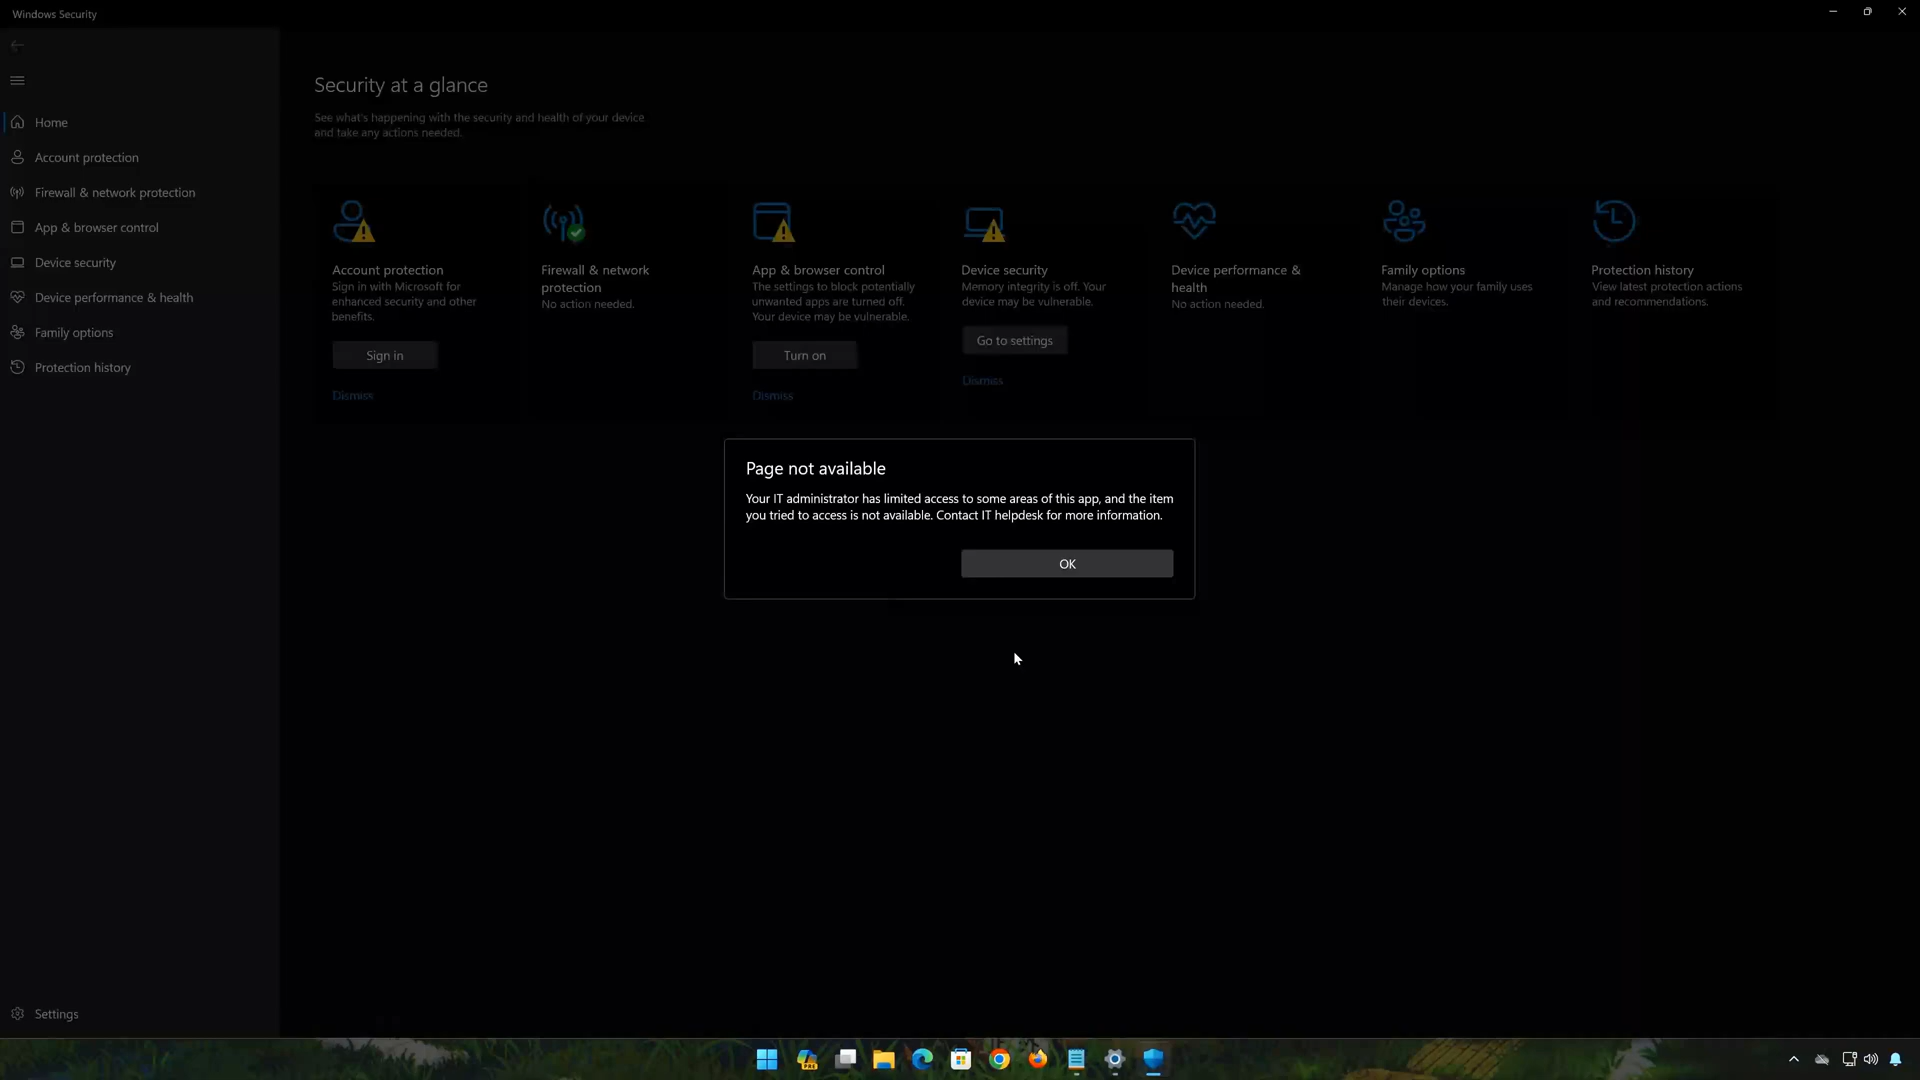 Windows Security
Home
Account protection
Firewall & network protection
App & browser control
Device security
Device performance & health
Family options
Protection history
Settings
Security at a glance
See what's happening with the security and health of your device
and take any actions needed.
Account protection
Sign in with Microsoft for
enhanced security and other
benefits.
Sign in
Dismiss
Firewall & network
protection
No action needed.
App & browser control
The settings to block potentially
unwanted apps are turned off.
Your device may be vulnerable.
Turn on
Dismiss
Device security
Memory integrity is off. Your
device may be vulnerable.
Go to settings
Dismiss
Device performance &
health
No action needed.
Family options
Manage how your family uses
their devices.
Protection history
View latest protection actions
and recommendations.
Page not available
Your IT administrator has limited access to some areas of this app, and the item
you tried to access is not available. Contact IT helpdesk for more information.
OK
PRE